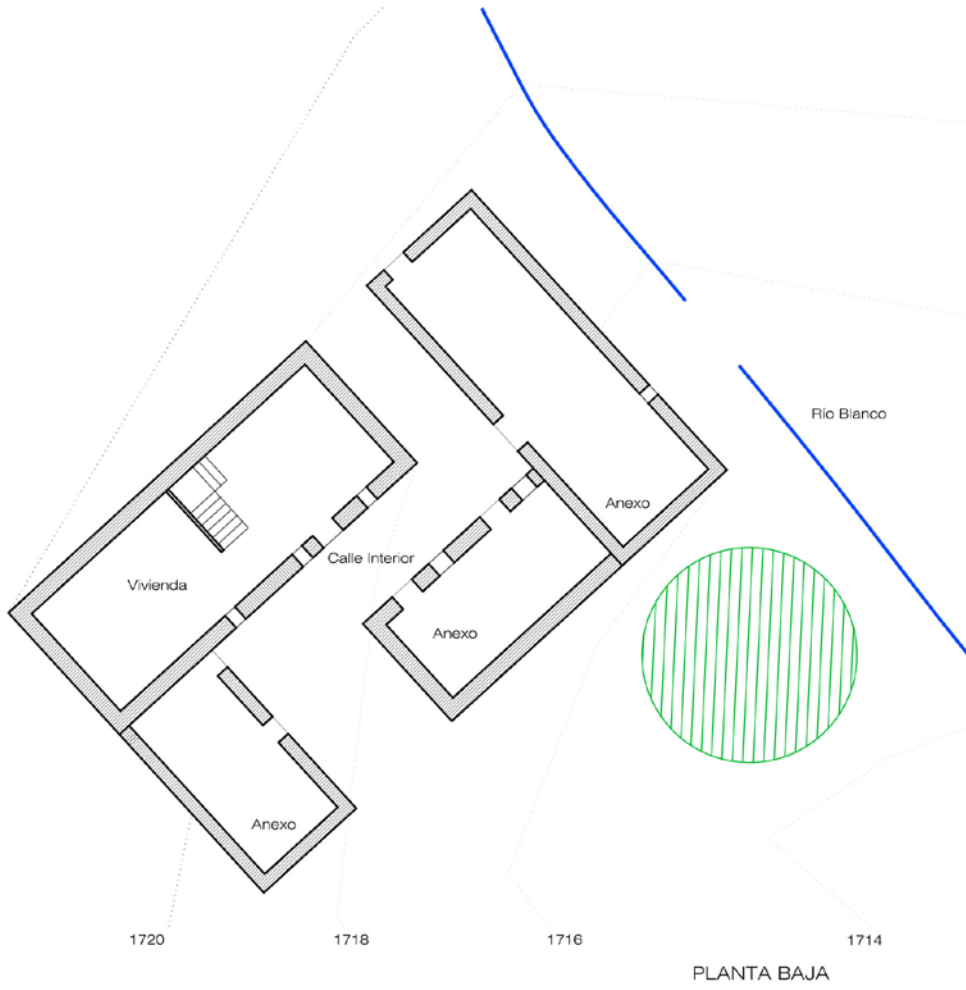 Río Blanco
Anexo
Calle Interior
Vivienda
Anexo
Anexo
1720
1718
1716
1714
PLANTA BAJA